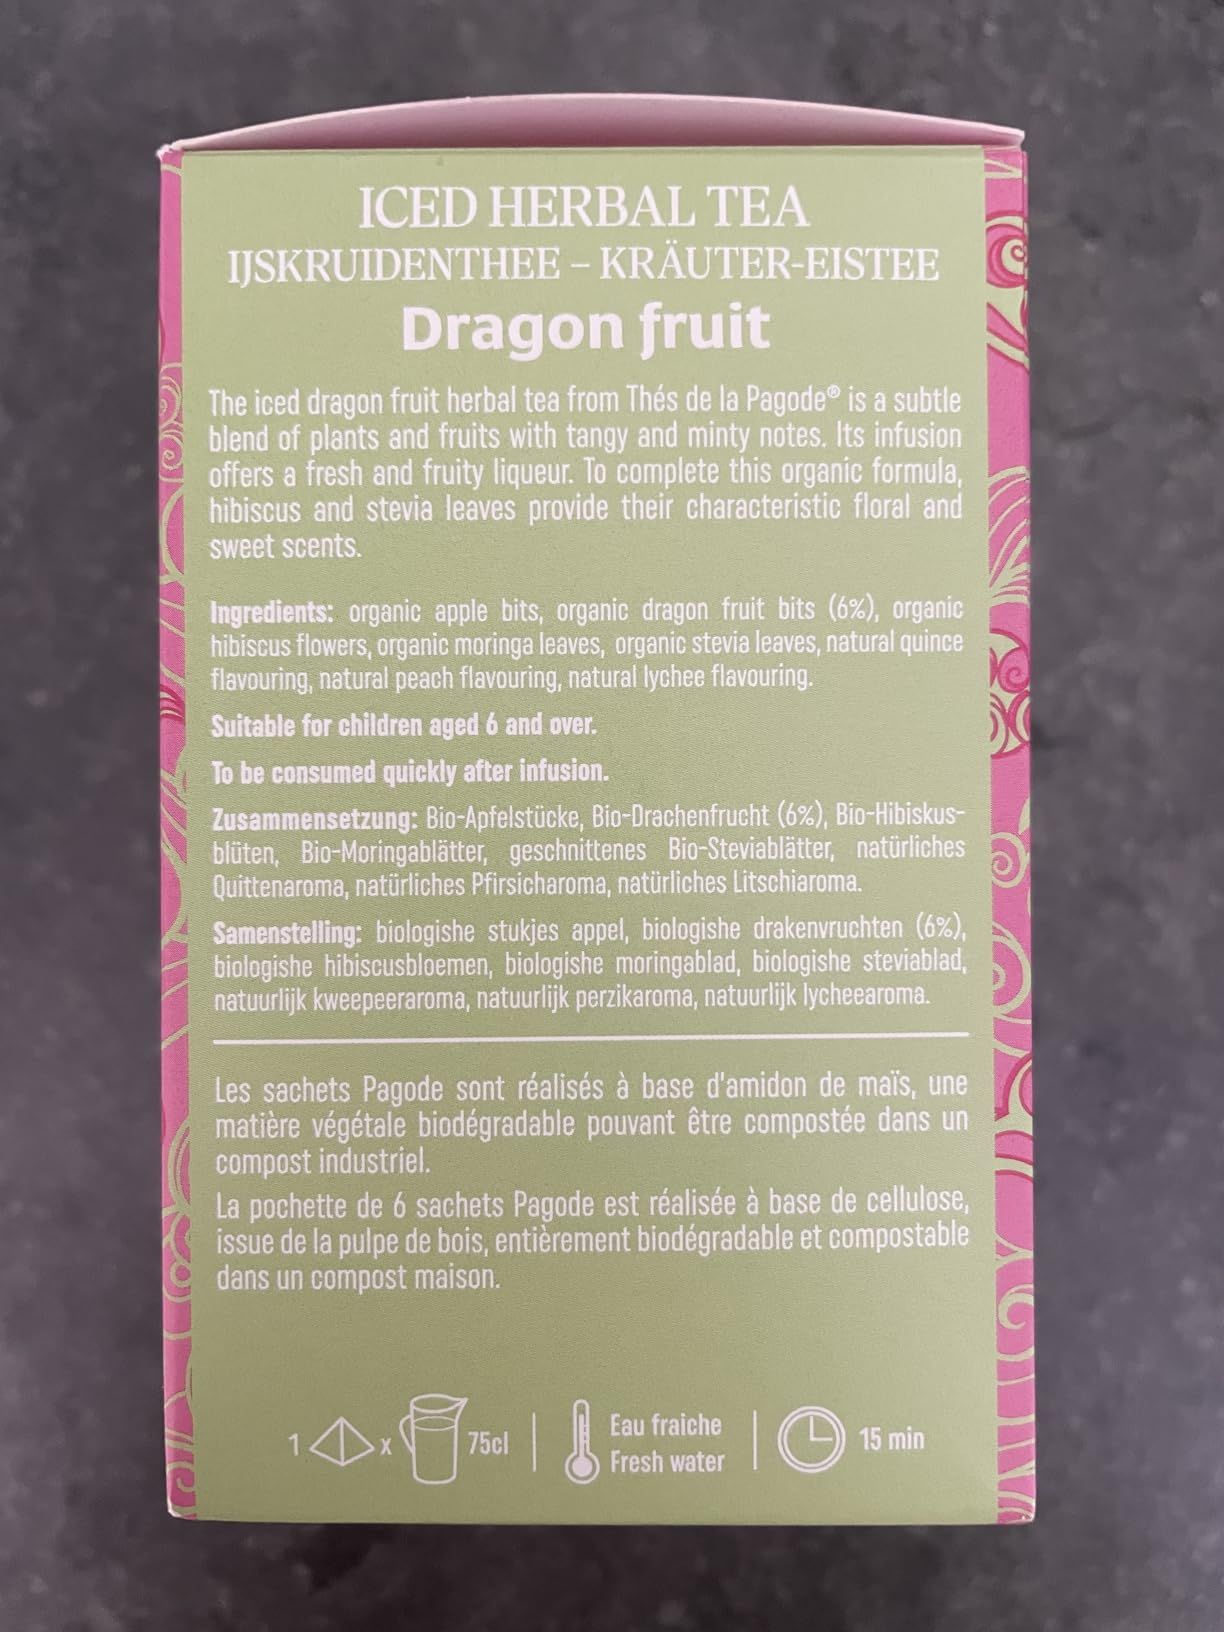 ICED HERBAL TEA
IJSKRUIDENTHEE – KRÄUTER-EISTEE
Dragon fruit
The iced dragon fruit herbal tea from Thés de la Pagode® is a subtle
blend of plants and fruits with tangy and minty notes. Its infusion
offers a fresh and fruity liqueur. To complete this organic formula,
hibiscus and stevia leaves provide their characteristic floral and
sweet scents.
Ingredients: organic apple bits, organic dragon fruit bits (6%), organic
hibiscus flowers, organic moringa leaves, organic stevia leaves, natural quince
flavouring, natural peach flavouring, natural lychee flavouring.
Suitable for children aged 6 and over.
To be consumed quickly after infusion.
Zusammensetzung: Bio-Apfelstücke, Bio-Drachenfrucht (6%), Bio-Hibiskus-
blüten, Bio-Moringablätter, geschnittenes Bio-Steviablätter, natürliches
Quittenaroma, natürliches Pfirsicharoma, natürliches Litschiaroma.
Samenstelling: biologishe stukjes appel, biologishe drakenvruchten (6%),
biologishe hibiscusbloemen, biologishe moringablad, biologishe steviablad,
natuurlijk kweepeeraroma, natuurlijk perzikaroma, natuurlijk lycheearoma.
Les sachets Pagode sont réalisés à base d'amidon de maïs, une
matière végétale biodégradable pouvant être compostée dans un
compost industriel.
La pochette de 6 sachets Pagode est réalisée à base de cellulose,
issue de la pulpe de bois, entièrement biodégradable et compostable
dans un compost maison.
1 x 75cl
Eau fraiche
Fresh water
15 min